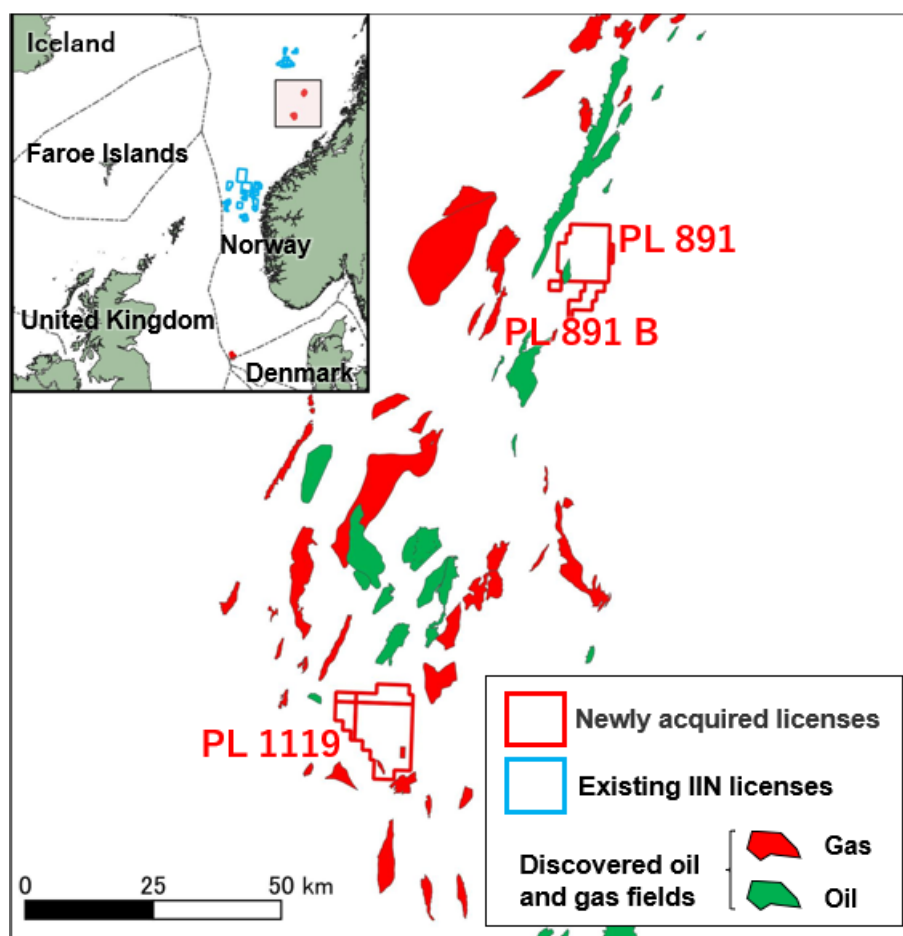 Iceland
Faroe Islands
Norway
United Kingdom
Denmark
PL 891
PL 891 B
PL 1119
Newly acquired licenses
Existing IIN licenses
Discovered oil
and gas fields
Gas
Oil
0 25 50 km